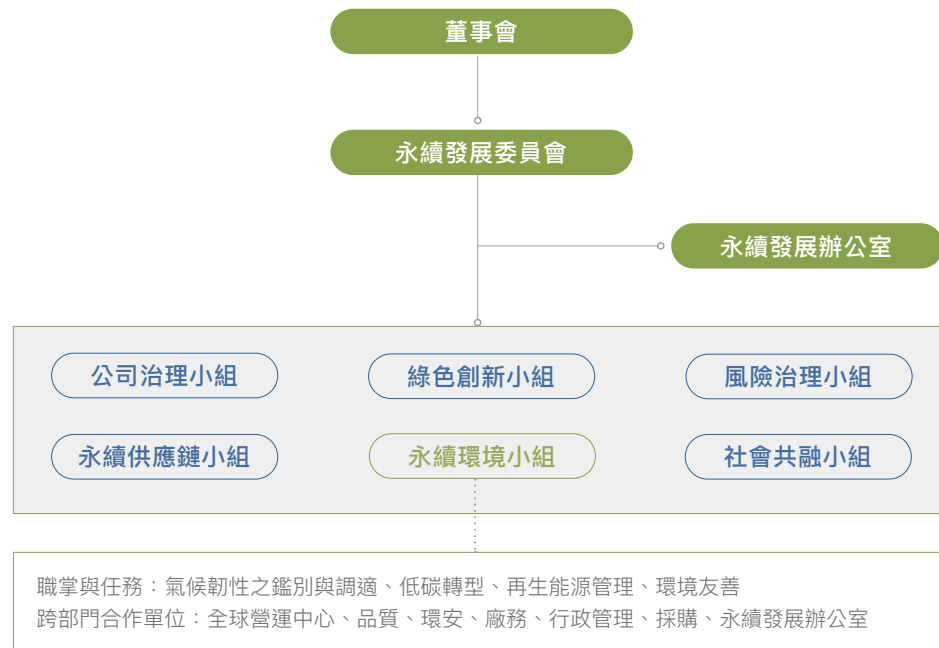 董事會
永續發展委員會
永續發展辦公室
公司治理小組
綠色創新小組
風險治理小組
永續供應鏈小組
永續環境小組
社會共融小組
職掌與任務：氣候韌性之鑑別與調適、低碳轉型、再生能源管理、環境友善
跨部門合作單位：全球營運中心、品質、環安、廠務、行政管理、採購、永續發展辦公室